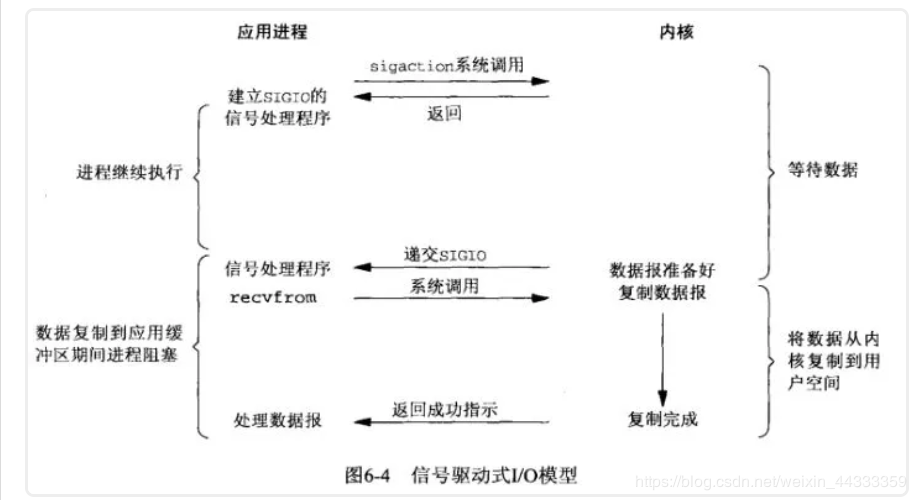 应用进程
内核
sigaction系统调用
建立SIGIO的
信号处理程序
返回
进程继续执行
等待数据
递交SIGIO
信号处理程序
数据报准备好
系统调用
recvfrom
复制数据报
数据复制到应用缓
冲区期间进程阻塞
将数据从内
核复制到用
户空间
返回成功指示
处理数据报
复制完成
图6-4 信号驱动式I/O模型
https://blog.csdn.net/weixin_44333359